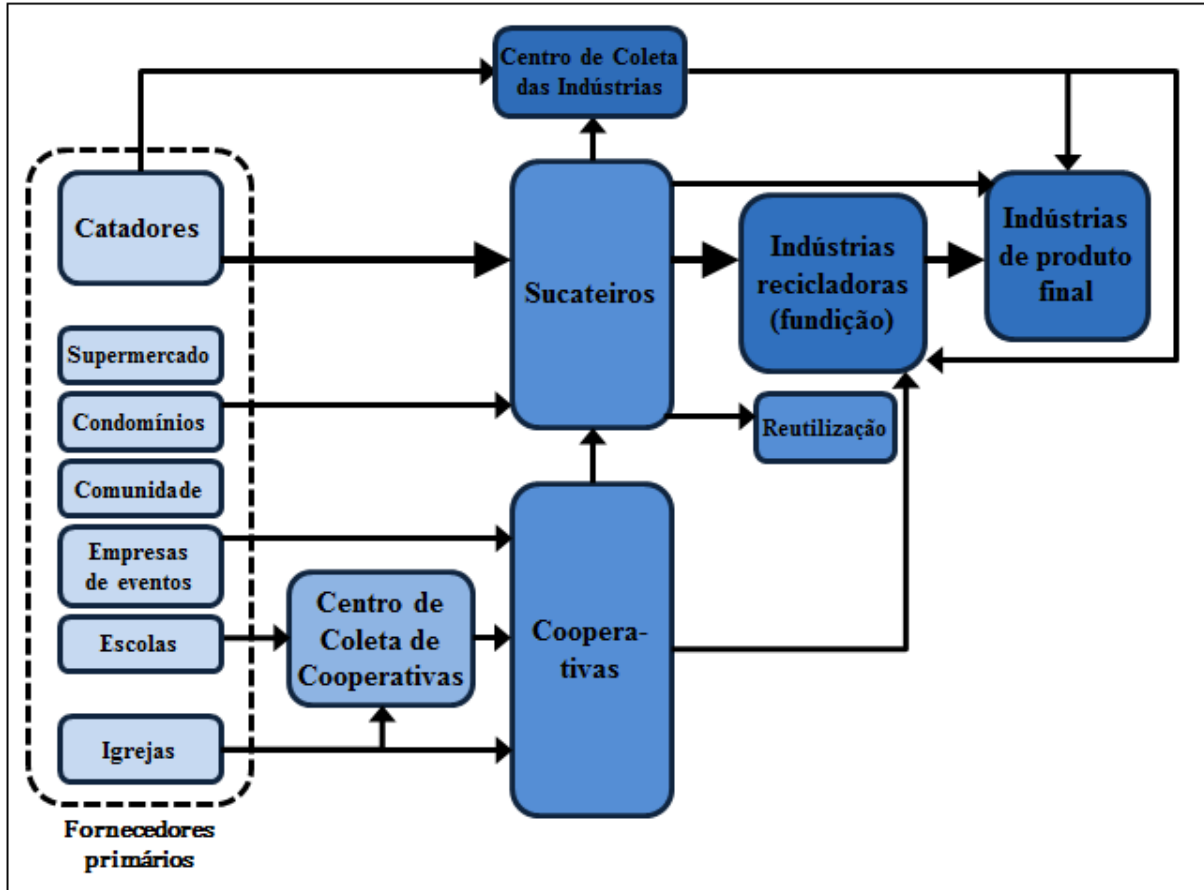 Centro de Coleta
das Indústrias
Catadores
Sucateiros
Indústrias
recicladoras
(fundição)
Indústrias
de produto
final
Supermercado
Condomínios
Reutilização
Comunidade
Empresas
de eventos
Escolas
Centro de
Coleta de
Cooperativas
Coopera-
tivas
Igrejas
Fornecedores
primários